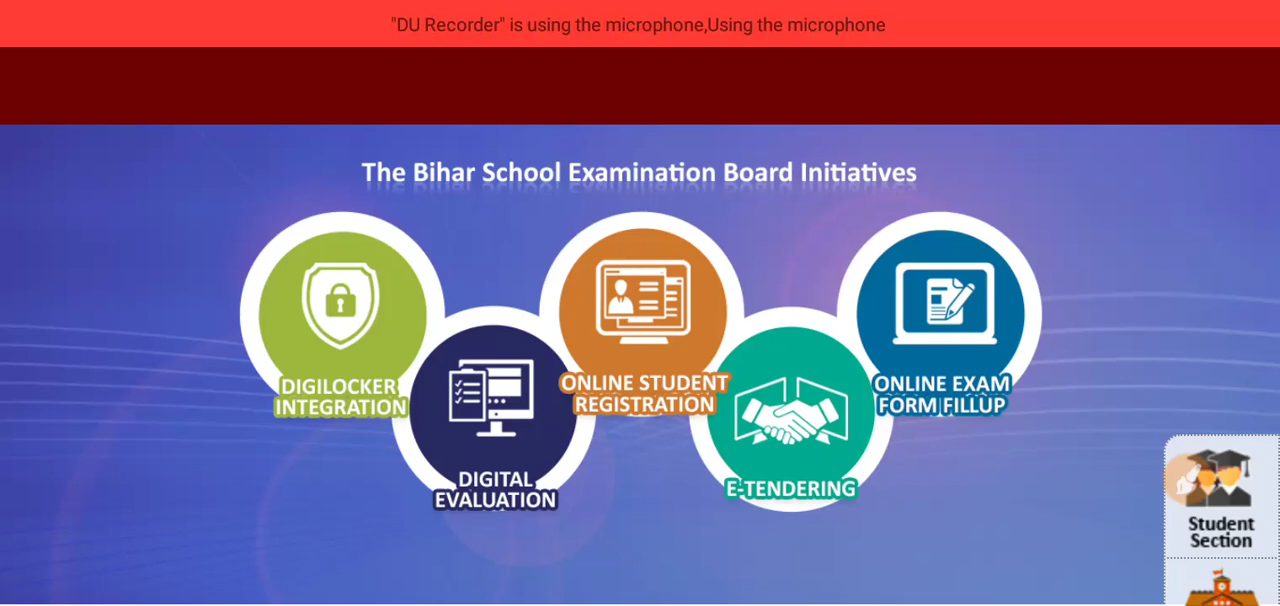 "DU Recorder" is using the microphone,Using the microphone
The Bihar School Examination Board Initiatives
DIGILOCKER
INTEGRATION
DIGITAL
EVALUATION
ONLINE STUDENT
REGISTRATION
E-TENDERING
ONLINE EXAM
FORM FILLUP
Student
Section